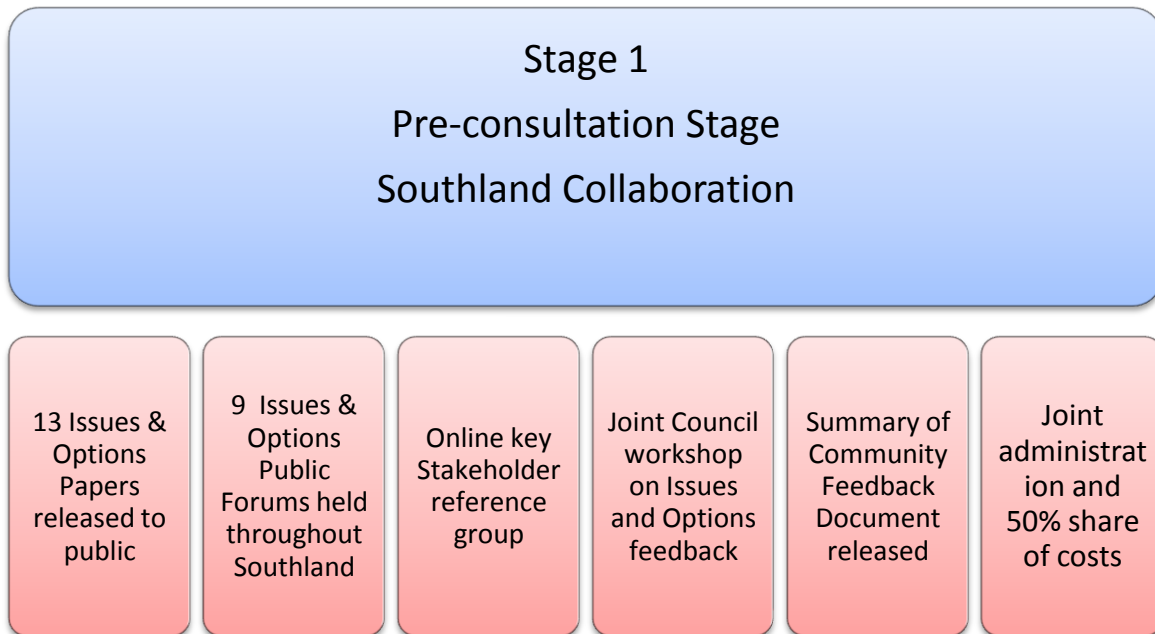 Stage 1
Pre-consultation Stage
Southland Collaboration
13 Issues &
Options
Papers
released to
public
9  Issues &
Options
Public
Forums held
throughout
Southland
Online key
Stakeholder
reference
group
Joint Council
workshop
on Issues
and Options
feedback
Summary of
Community
Feedback
Document
released
Joint
administrat
ion and
50% share
of costs